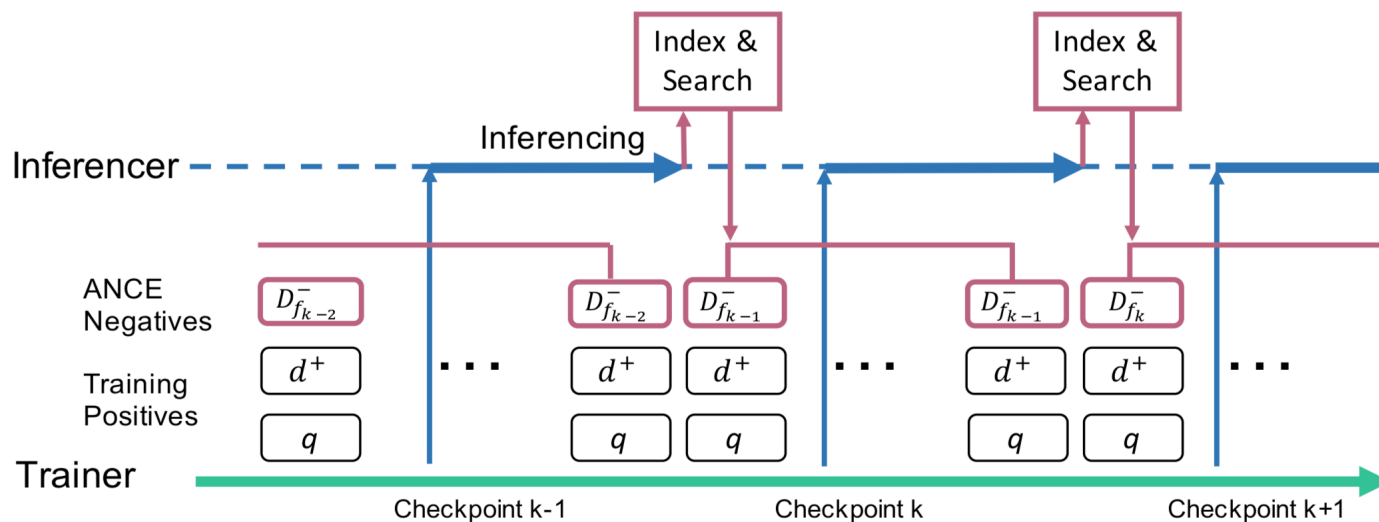 Index &
Search
Index &
Search
Inferencing
Inferencer
ANCE
Negatives
D⁻_{f_{k-2}} D⁻_{f_{k-2}} D⁻_{f_{k-1}} D⁻_{f_{k-1}} D⁻_{f_k}
Training
Positives
d⁺ ... d⁺ d⁺ ... d⁺ d⁺ ...
q q q q q
Trainer
Checkpoint k-1 Checkpoint k Checkpoint k+1